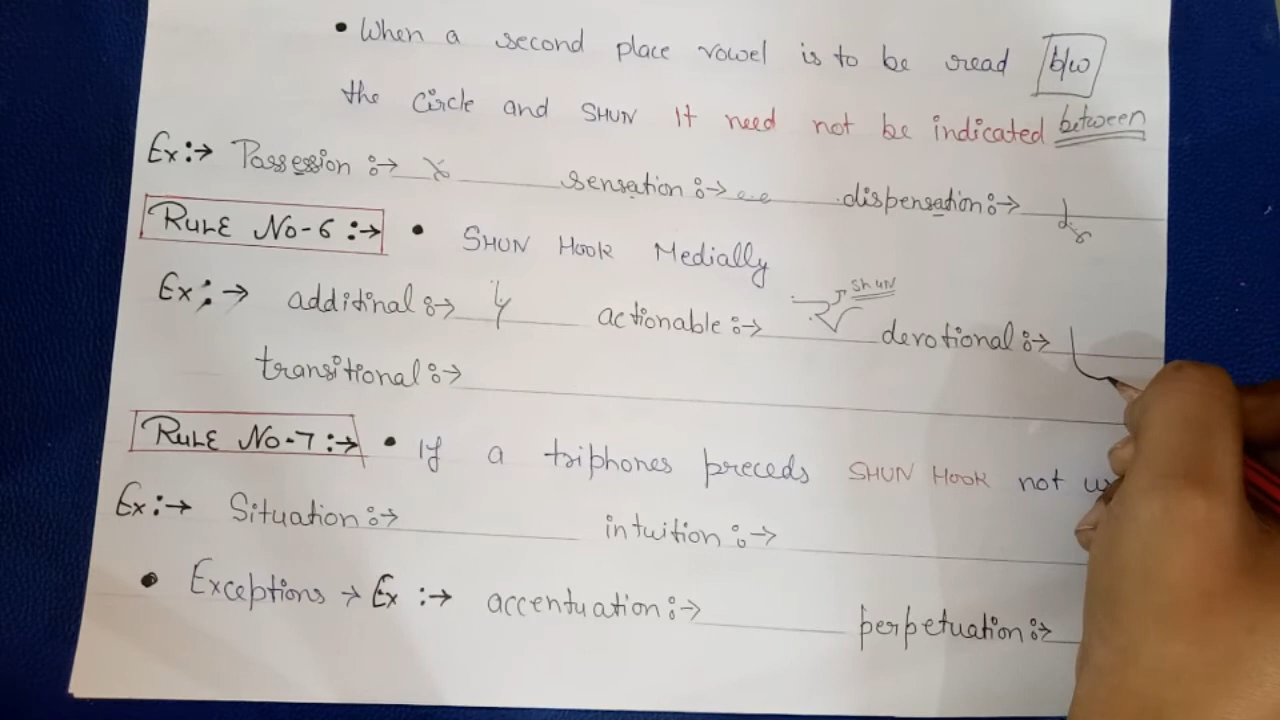 • When a second place vowel is to be read b/w
the circle and SHUN It need not be indicated between
Ex:→ Possession :→ sensation :→ dispensation :→
RULE No-6 :→ • SHUN HOOK Medially
Ex:→ additinal :→ actionable :→ SHUN devotional :→
transitional :→
RULE No-7 :→ • If a triphones preceds SHUN HOOK not
Ex:→ Situation :→ intuition :→
• Exceptions → Ex :→ accentuation :→ perpetuation :→